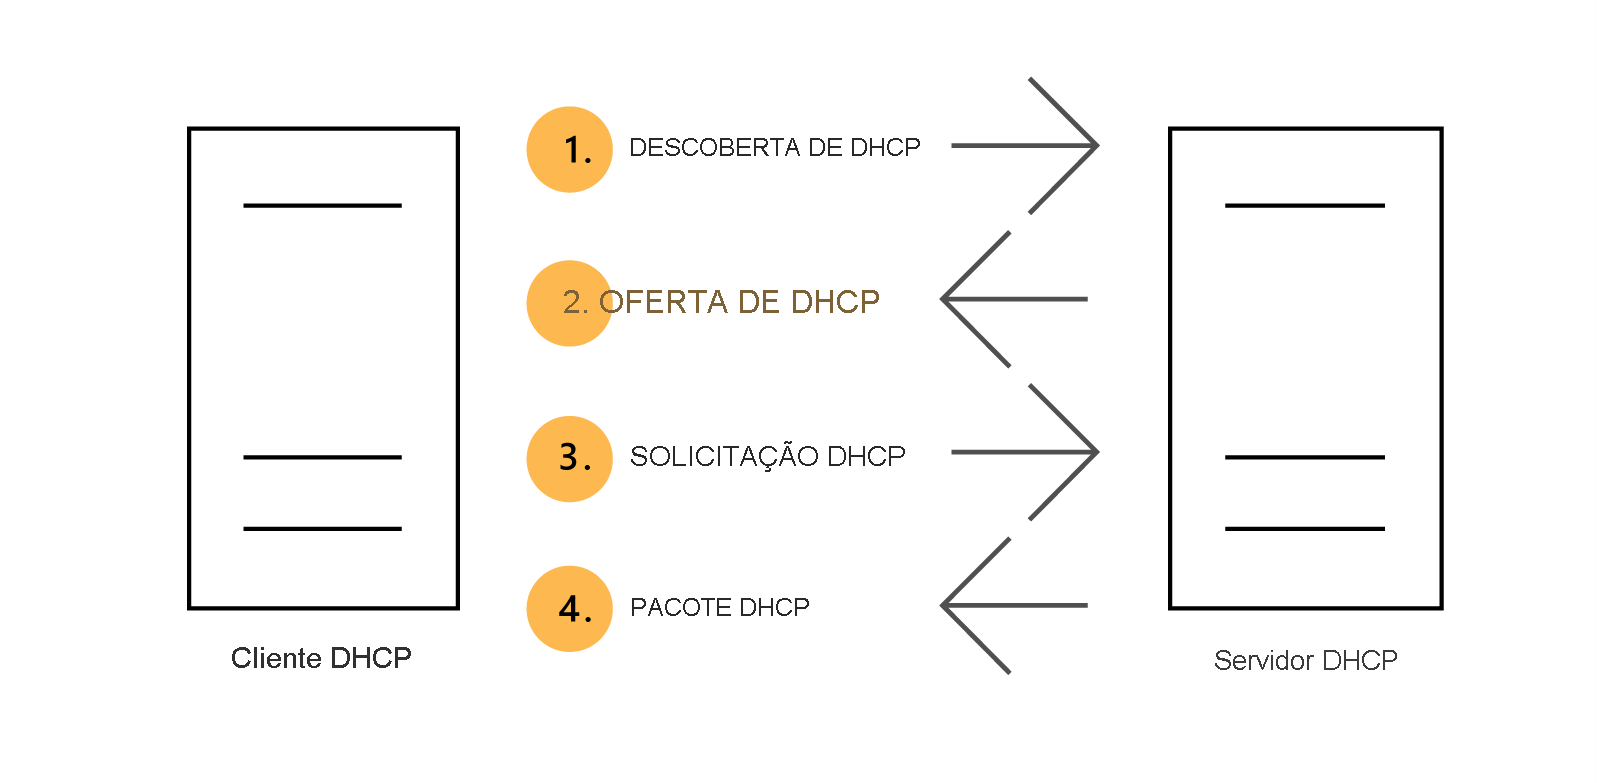 1. DESCOBERTA DE DHCP
2. OFERTA DE DHCP
3. SOLICITAÇÃO DHCP
4. PACOTE DHCP
Cliente DHCP
Servidor DHCP